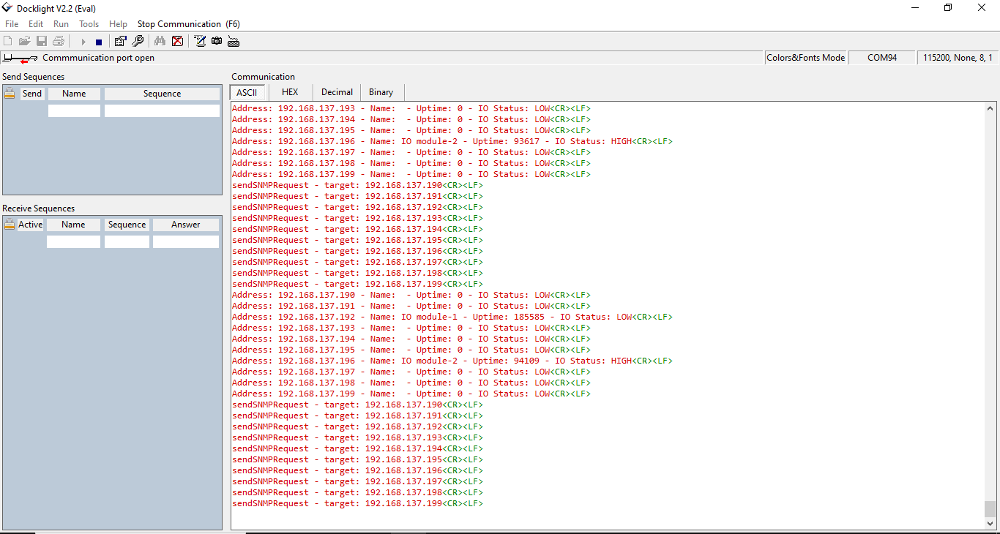 Docklight V2.2 (Eval)
File Edit Run Tools Help Stop Communication (F6)
Commmunication port open
Colors&Fonts Mode
COM94
115200, None, 8, 1
Send Sequences
Send Name Sequence
Receive Sequences
Active Name Sequence Answer
Communication
ASCII HEX Decimal Binary
Address: 192.168.137.193 - Name:  - Uptime: 0 - IO Status: LOW<CR><LF>
Address: 192.168.137.194 - Name:  - Uptime: 0 - IO Status: LOW<CR><LF>
Address: 192.168.137.195 - Name:  - Uptime: 0 - IO Status: LOW<CR><LF>
Address: 192.168.137.196 - Name: IO module-2 - Uptime: 93617 - IO Status: HIGH<CR><LF>
Address: 192.168.137.197 - Name:  - Uptime: 0 - IO Status: LOW<CR><LF>
Address: 192.168.137.198 - Name:  - Uptime: 0 - IO Status: LOW<CR><LF>
Address: 192.168.137.199 - Name:  - Uptime: 0 - IO Status: LOW<CR><LF>
sendSNMPRequest - target: 192.168.137.190<CR><LF>
sendSNMPRequest - target: 192.168.137.191<CR><LF>
sendSNMPRequest - target: 192.168.137.192<CR><LF>
sendSNMPRequest - target: 192.168.137.193<CR><LF>
sendSNMPRequest - target: 192.168.137.194<CR><LF>
sendSNMPRequest - target: 192.168.137.195<CR><LF>
sendSNMPRequest - target: 192.168.137.196<CR><LF>
sendSNMPRequest - target: 192.168.137.197<CR><LF>
sendSNMPRequest - target: 192.168.137.198<CR><LF>
sendSNMPRequest - target: 192.168.137.199<CR><LF>
Address: 192.168.137.190 - Name:  - Uptime: 0 - IO Status: LOW<CR><LF>
Address: 192.168.137.191 - Name:  - Uptime: 0 - IO Status: LOW<CR><LF>
Address: 192.168.137.192 - Name: IO module-1 - Uptime: 185585 - IO Status: LOW<CR><LF>
Address: 192.168.137.193 - Name:  - Uptime: 0 - IO Status: LOW<CR><LF>
Address: 192.168.137.194 - Name:  - Uptime: 0 - IO Status: LOW<CR><LF>
Address: 192.168.137.195 - Name:  - Uptime: 0 - IO Status: LOW<CR><LF>
Address: 192.168.137.196 - Name: IO module-2 - Uptime: 94109 - IO Status: HIGH<CR><LF>
Address: 192.168.137.197 - Name:  - Uptime: 0 - IO Status: LOW<CR><LF>
Address: 192.168.137.198 - Name:  - Uptime: 0 - IO Status: LOW<CR><LF>
Address: 192.168.137.199 - Name:  - Uptime: 0 - IO Status: LOW<CR><LF>
sendSNMPRequest - target: 192.168.137.190<CR><LF>
sendSNMPRequest - target: 192.168.137.191<CR><LF>
sendSNMPRequest - target: 192.168.137.192<CR><LF>
sendSNMPRequest - target: 192.168.137.193<CR><LF>
sendSNMPRequest - target: 192.168.137.194<CR><LF>
sendSNMPRequest - target: 192.168.137.195<CR><LF>
sendSNMPRequest - target: 192.168.137.196<CR><LF>
sendSNMPRequest - target: 192.168.137.197<CR><LF>
sendSNMPRequest - target: 192.168.137.198<CR><LF>
sendSNMPRequest - target: 192.168.137.199<CR><LF>